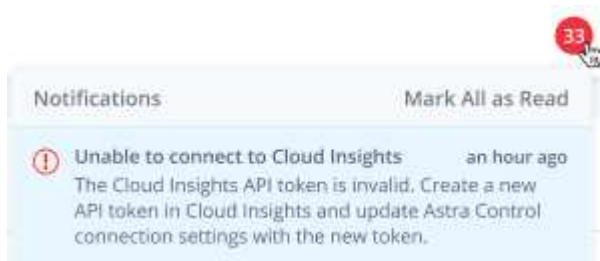 33
Notifications Mark All as Read
Unable to connect to Cloud Insights an hour ago
The Cloud Insights API token is invalid. Create a new
API token in Cloud Insights and update Astra Control
connection settings with the new token.